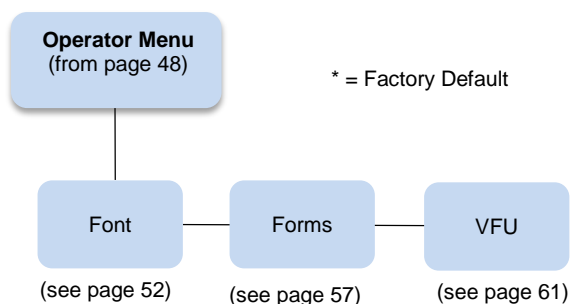 Operator Menu
(from page 48)
* = Factory Default
Font
Forms
VFU
(see page 52)
(see page 57)
(see page 61)